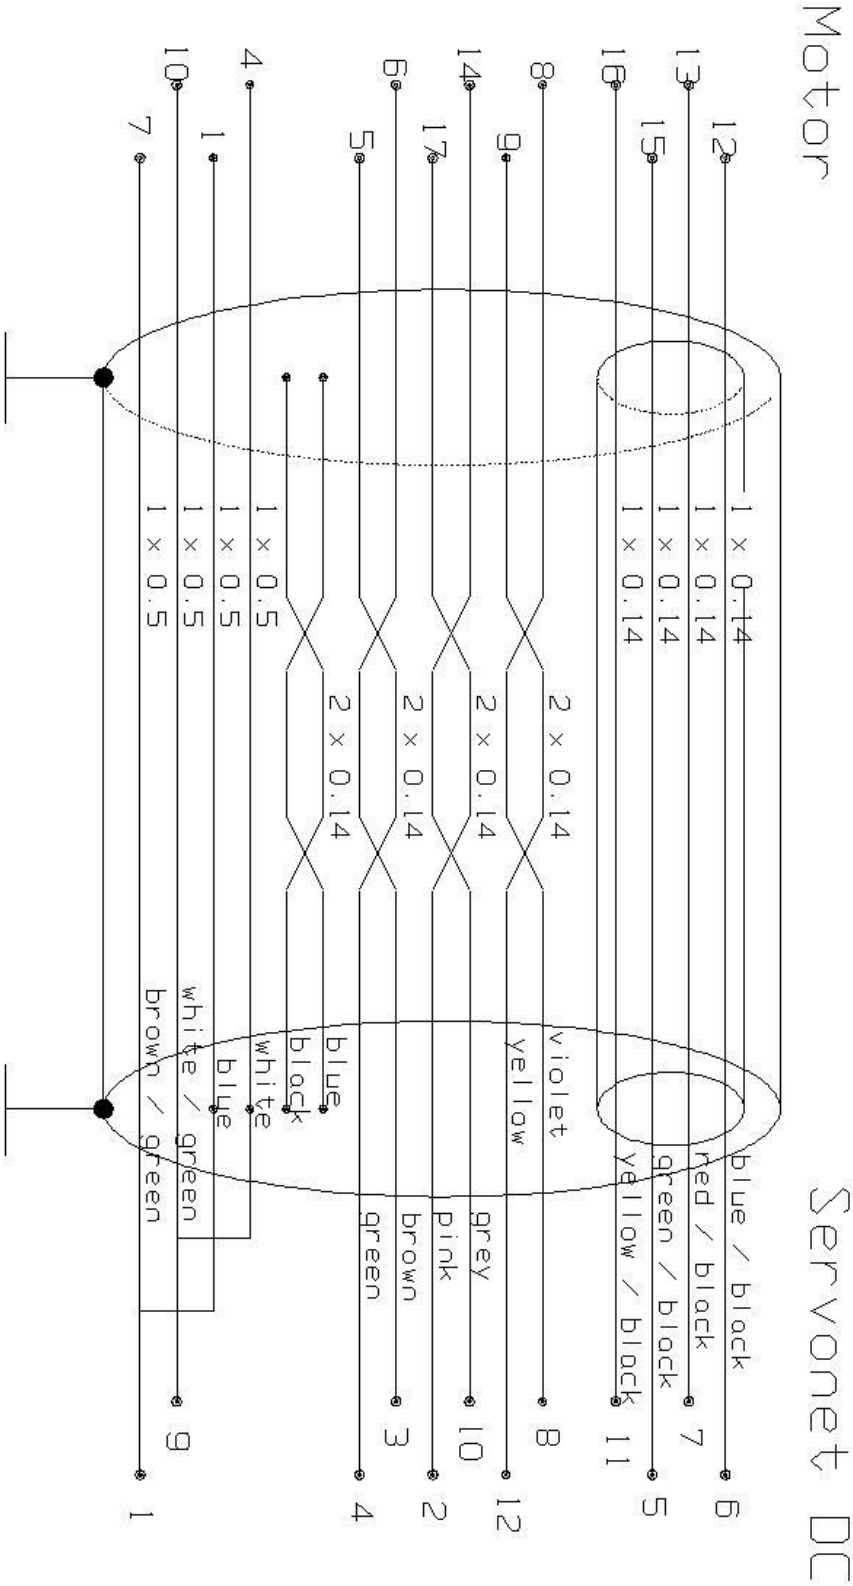 Motor Servonet DC
12 1 x 0.14 blue / black 6
13 1 x 0.14 red / black 7
15 1 x 0.14 green / black 5
16 1 x 0.14 yellow / black 11
8 2 x 0.14 violet 8
9 yellow 12
14 2 x 0.14 grey 10
17 pink 2
6 2 x 0.14 brown 3
5 green 4
2 x 0.14 blue
black
4 1 x 0.5 white
1 1 x 0.5 blue
10 1 x 0.5 white / green 9
7 1 x 0.5 brown / green 1